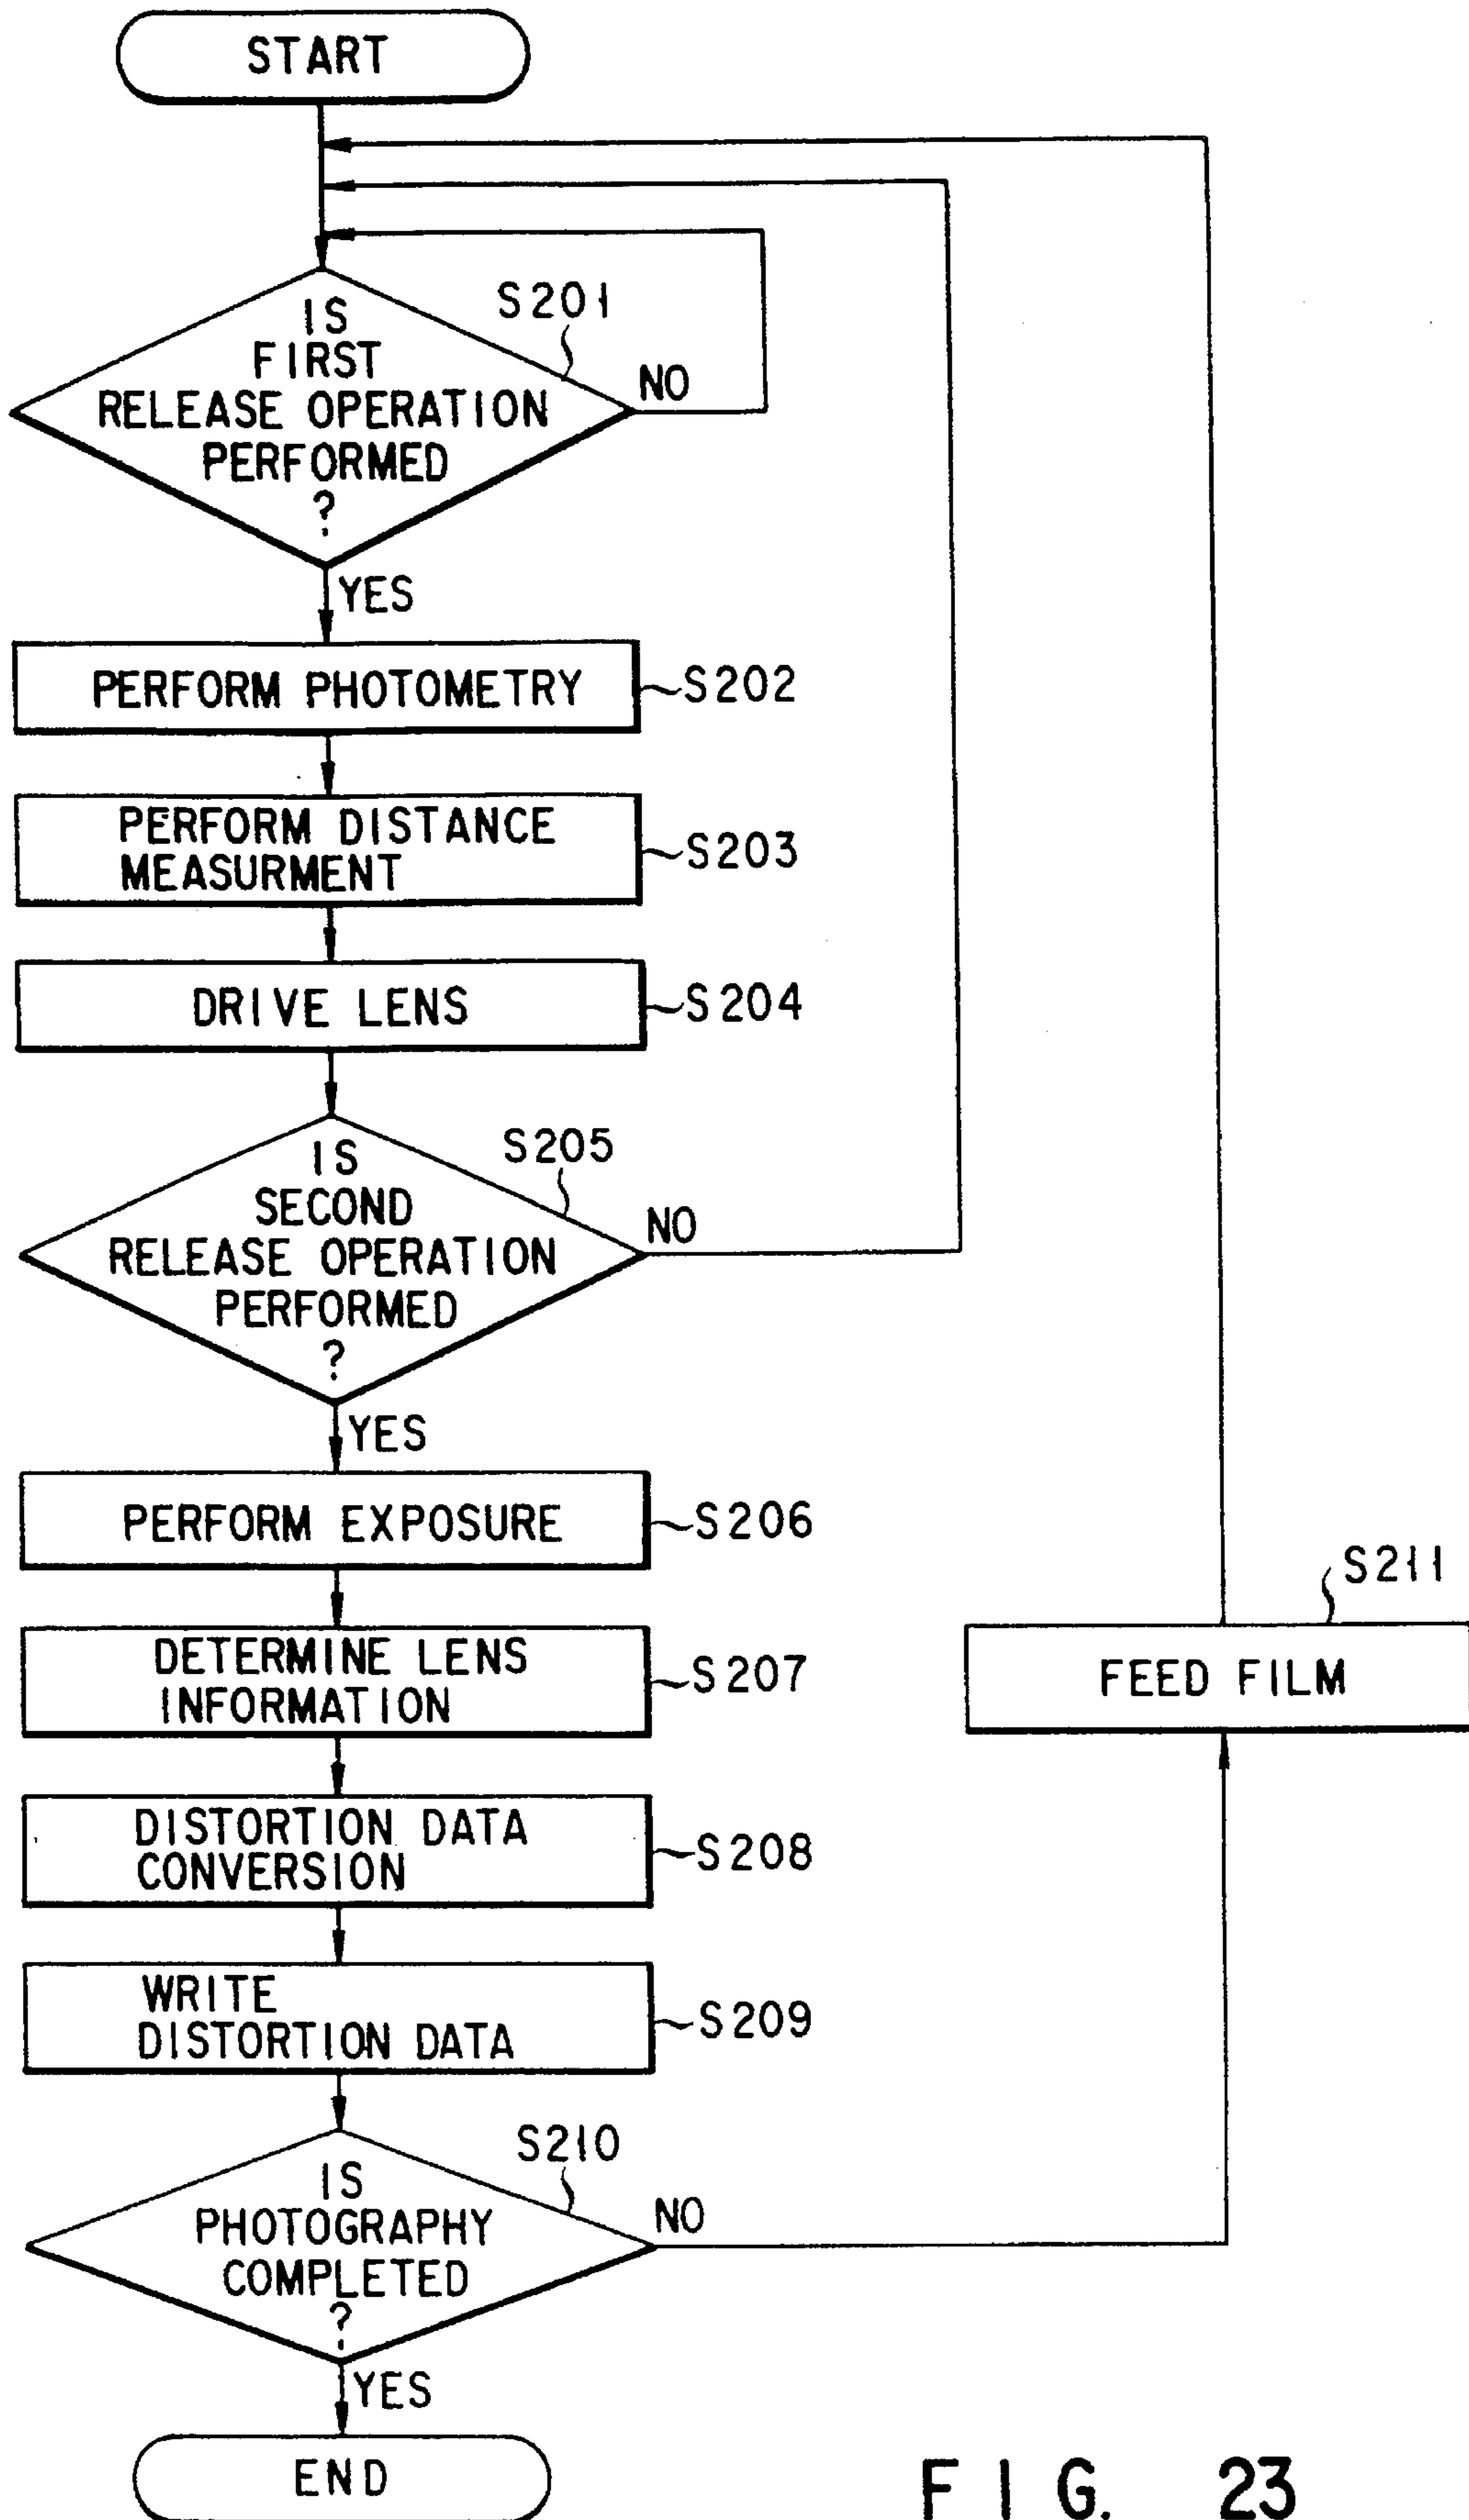 START
IS
FIRST
RELEASE OPERATION
PERFORMED
?
S201
NO
YES
PERFORM PHOTOMETRY
S202
PERFORM DISTANCE
MEASURMENT
S203
DRIVE LENS
S204
IS
SECOND
RELEASE OPERATION
PERFORMED
?
S205
NO
YES
PERFORM EXPOSURE
S206
DETERMINE LENS
INFORMATION
S207
DISTORTION DATA
CONVERSION
S208
WRITE
DISTORTION DATA
S209
IS
PHOTOGRAPHY
COMPLETED
?
S210
NO
YES
S211
FEED FILM
END
FIG. 23